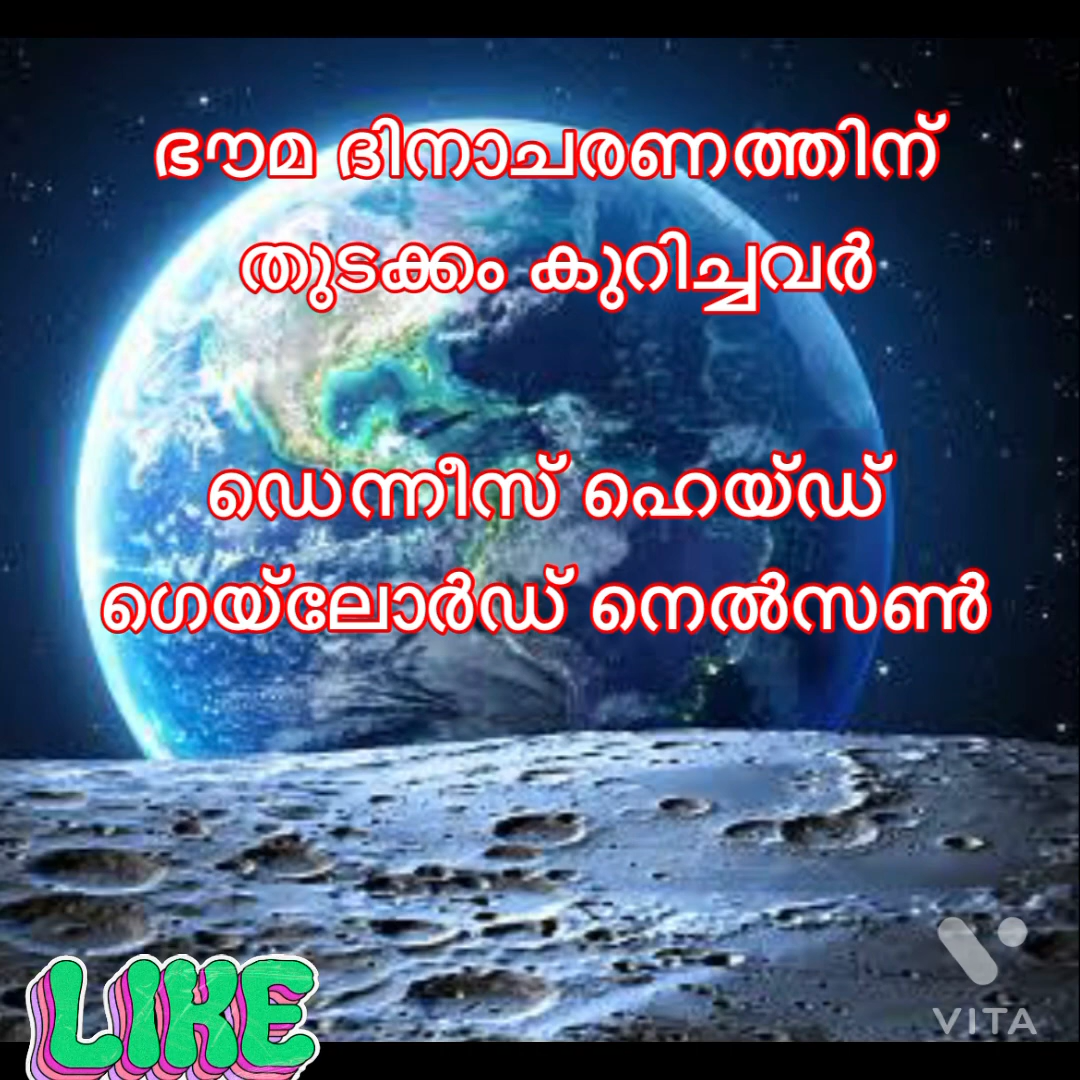 ഭൗമ ദിനാചരണത്തിന്
തുടക്കം കുറിച്ചവർ
ഡെന്നീസ് ഹെയ്ഡ്
ഗെയ്ലോർഡ് നെൽസൺ
LIKE
VITA